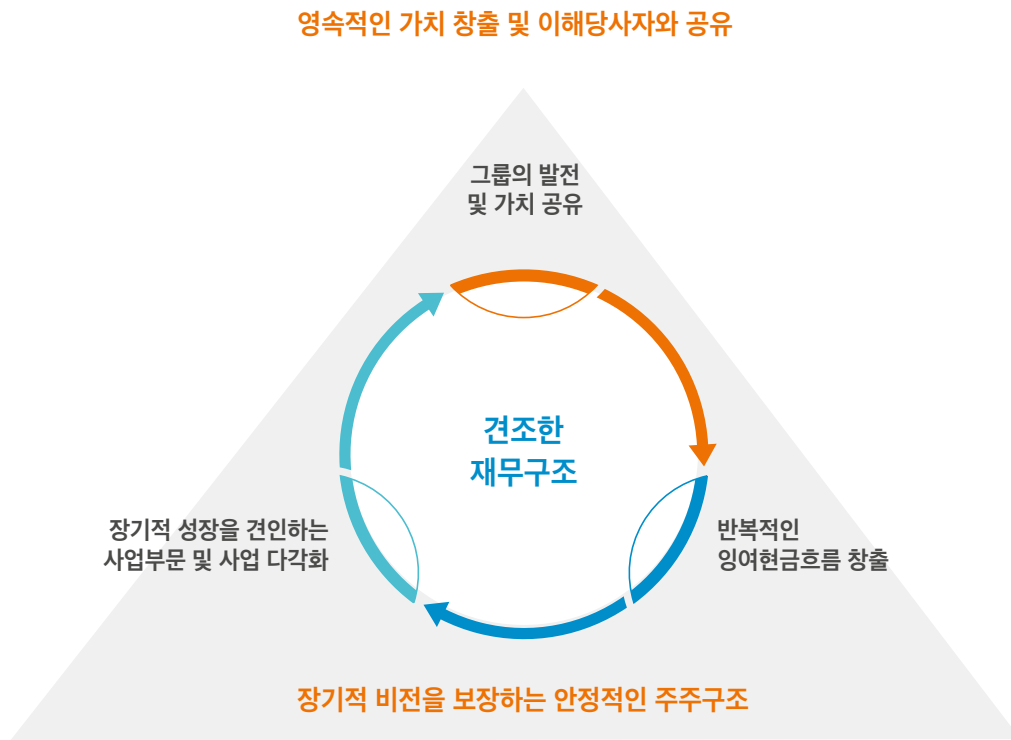 영속적인 가치 창출 및 이해당사자와 공유
그룹의 발전
및 가치 공유
견조한
재무구조
장기적 성장을 견인하는
사업부문 및 사업 다각화
반복적인
잉여현금흐름 창출
장기적 비전을 보장하는 안정적인 주주구조